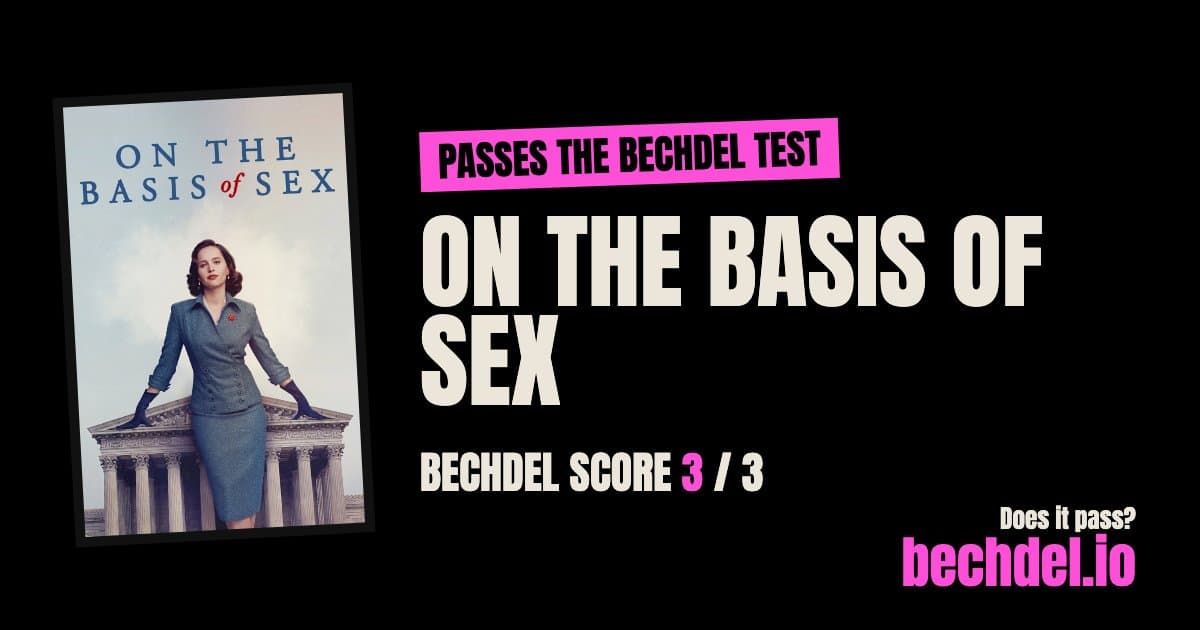 ON THE
BASIS of SEX
PASSES THE BECHDEL TEST
ON THE BASIS OF
SEX
BECHDEL SCORE 3 / 3
Does it pass?
bechdel.io